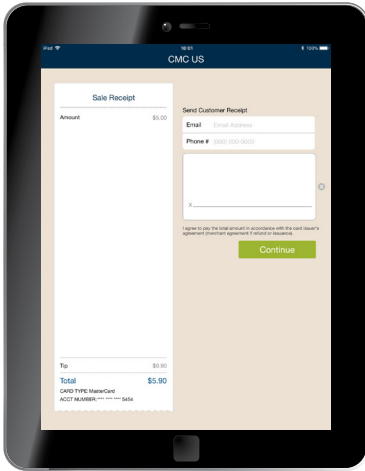 iPad 16:01 100%
CMC US
Sale Receipt
Amount $5.00
Tip $0.90
Total $5.90
CARD TYPE: MasterCard
ACCT NUMBER: **** **** **** 5454
Send Customer Receipt
Email Email Address
Phone # (000) 000-0000
X
I agree to pay the total amount in accordance with the card issuer's
agreement (merchant agreement if refund or issuance).
Continue